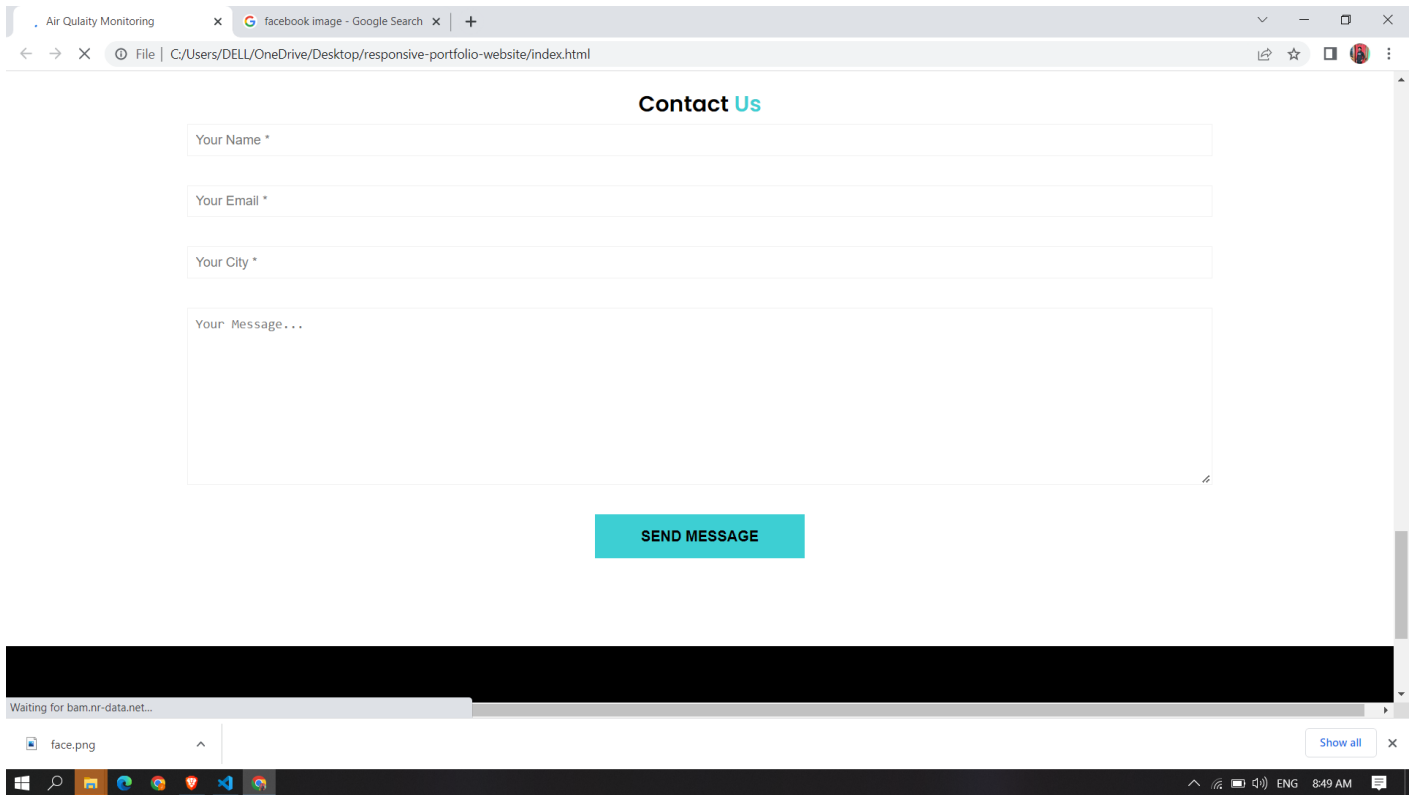 Air Qulaity Monitoring
facebook image - Google Search
File | C:/Users/DELL/OneDrive/Desktop/responsive-portfolio-website/index.html
Contact Us
Your Name *
Your Email *
Your City *
Your Message...
SEND MESSAGE
Waiting for bam.nr-data.net...
face.png
Show all
ENG 8:49 AM